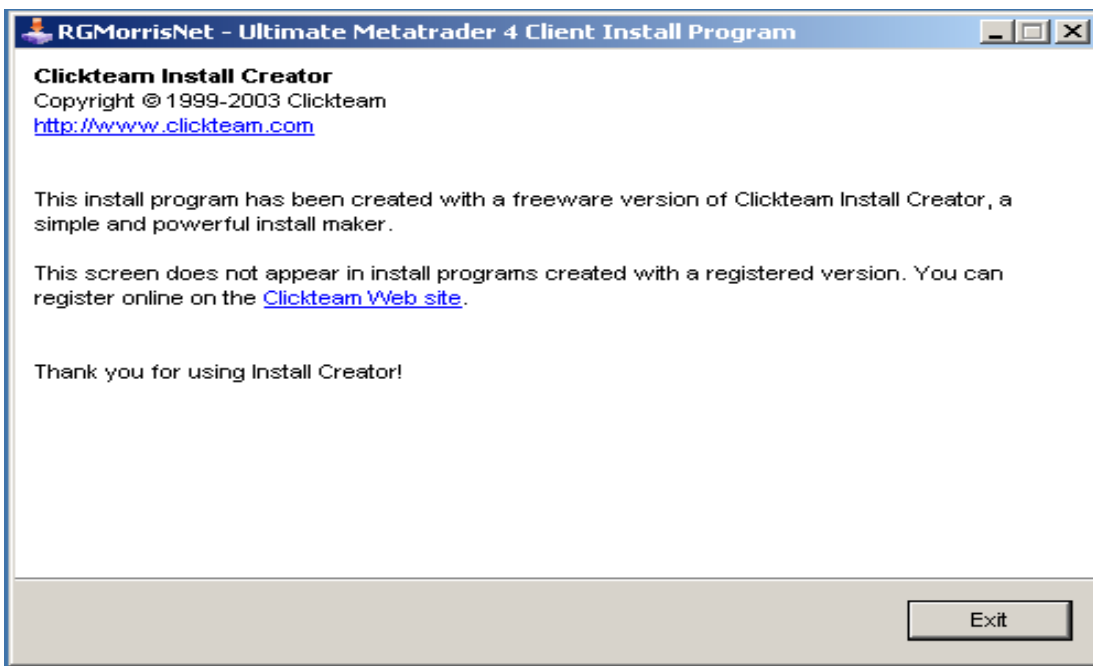 RGMorrisNet - Ultimate Metatrader 4 Client Install Program
Clickteam Install Creator
Copyright © 1999-2003 Clickteam
http://www.clickteam.com
This install program has been created with a freeware version of Clickteam Install Creator, a
simple and powerful install maker.
This screen does not appear in install programs created with a registered version. You can
register online on the Clickteam Web site.
Thank you for using Install Creator!
Exit